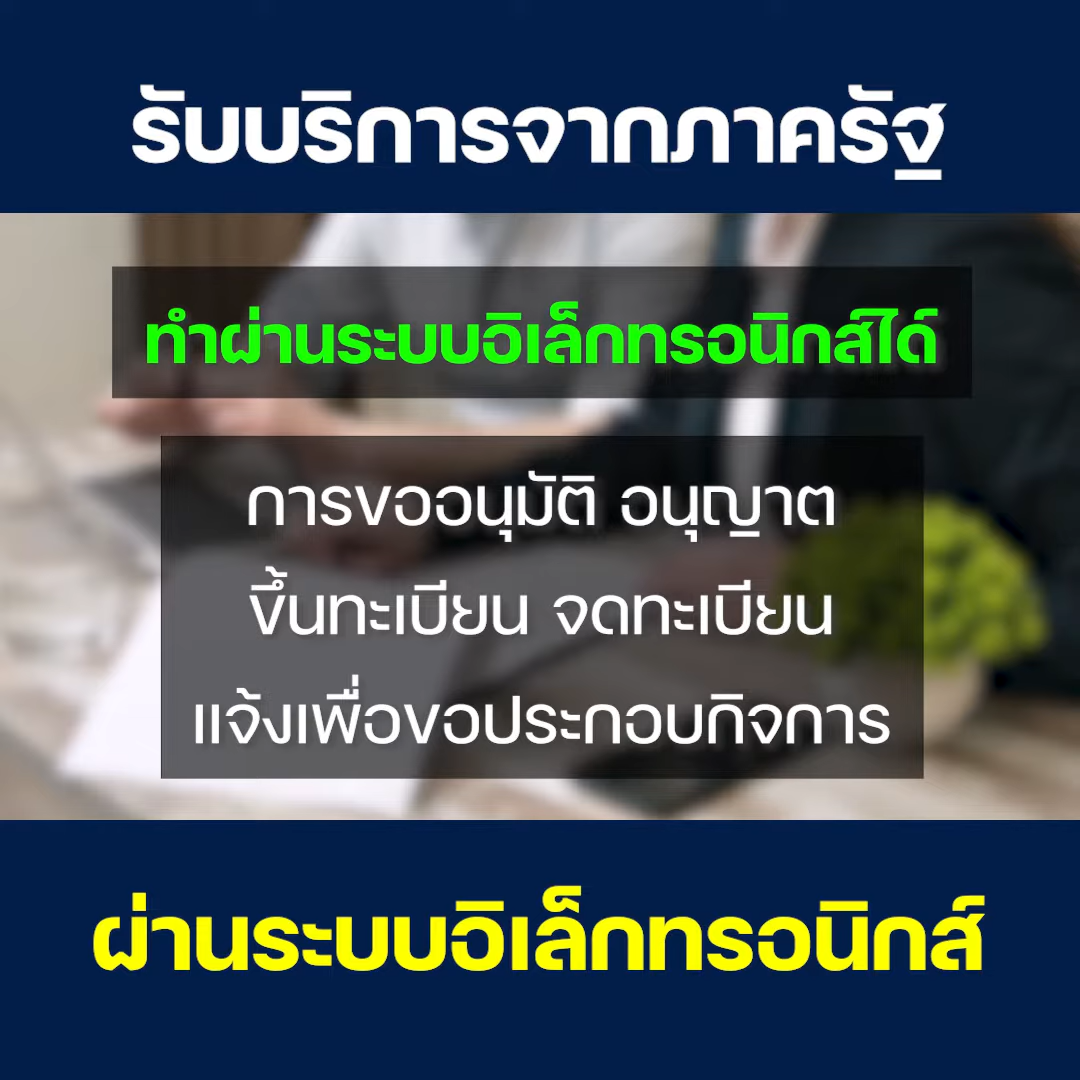 รับบริการจากภาครัฐ
ทำผ่านระบบอิเล็กทรอนิกส์ได้
การขออนุมัติ อนุญาต
ขึ้นทะเบียน จดทะเบียน
แจ้งเพื่อขอประกอบกิจการ
ผ่านระบบอิเล็กทรอนิกส์